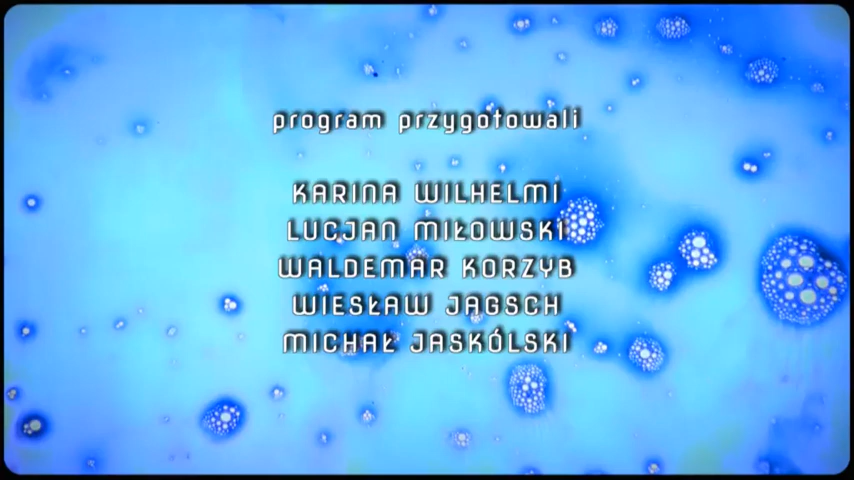 program przygotowali
KARINA WILHELMI
LUCJAN MIŁOWSKI
WALDEMAR KORZYB
WIESŁAW JAGSCH
MICHAŁ JASKÓLSKI